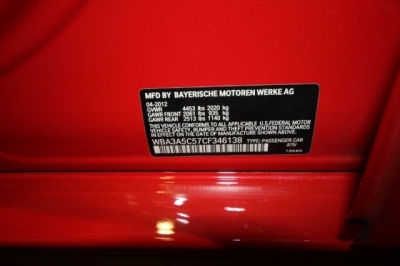 MFD BY BAYERISCHE MOTOREN WERKE AG
04-2012
GVWR 4453 lbs 2020 kg
GAWR FRONT 2061 lbs 935 kg
GAWR REAR 2513 lbs 1140 kg
THIS VEHICLE CONFORMS TO ALL APPLICABLE U.S.FEDERAL MOTOR
VEHICLE SAFETY, BUMPER, AND THEFT PREVENTION STANDARDS
IN EFFECT ON THE DATE OF MANUFACTURE SHOWN ABOVE.
WBA3A5C57CF346138 TYPE: PASSENGER CAR
A75/